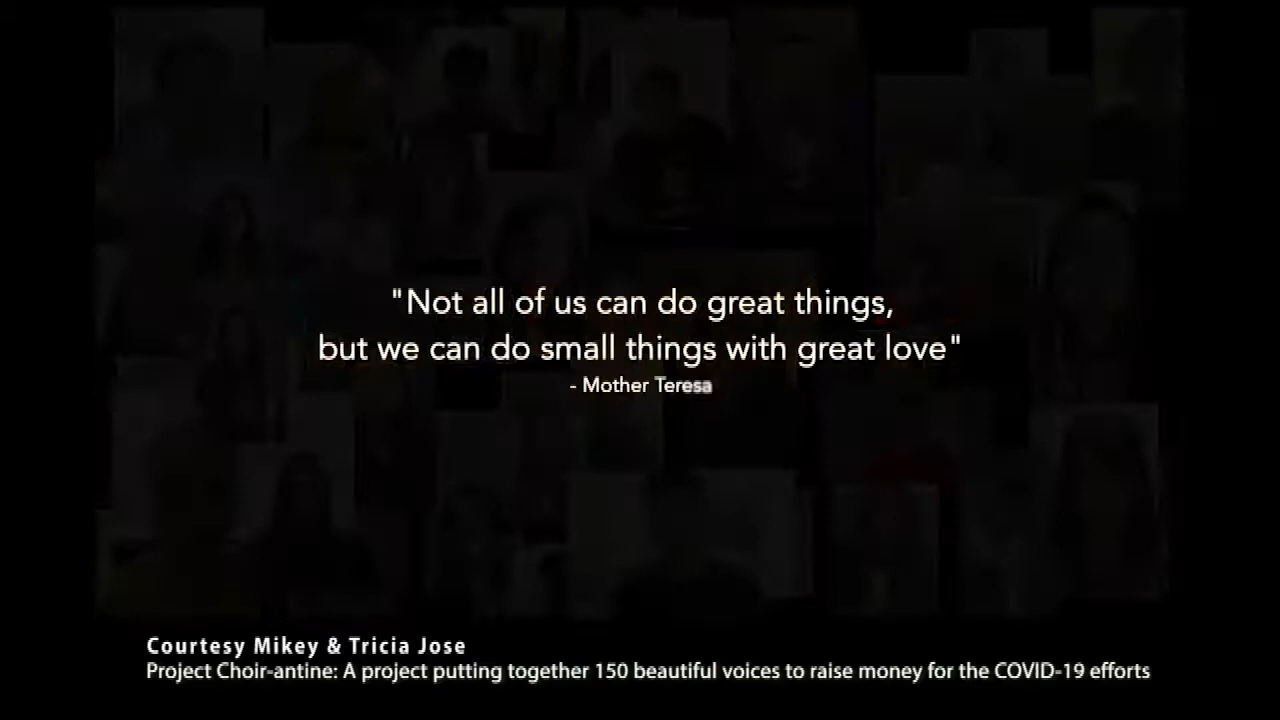 "Not all of us can do great things,
but we can do small things with great love"
- Mother Teresa
Courtesy Mikey & Tricia Jose
Project Choir-antine: A project putting together 150 beautiful voices to raise money for the COVID-19 efforts